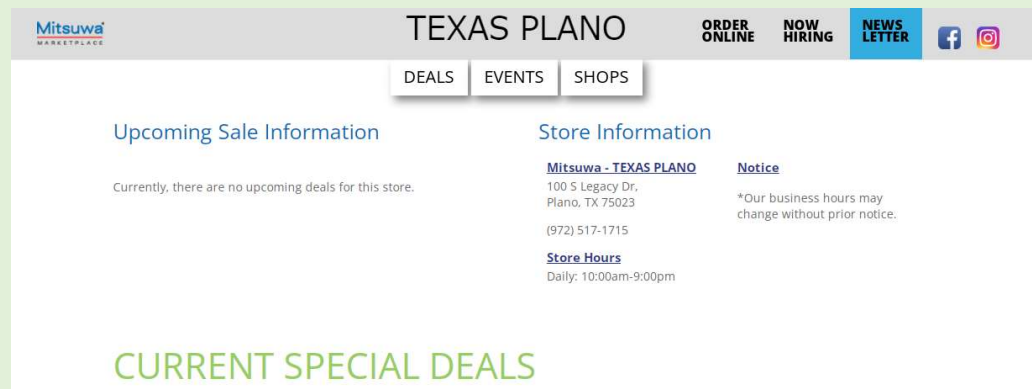 Mitsuwa
MARKETPLACE
TEXAS PLANO
ORDER
ONLINE
NOW
HIRING
NEWS
LETTER
DEALS
EVENTS
SHOPS
Upcoming Sale Information
Currently, there are no upcoming deals for this store.
Store Information
Mitsuwa - TEXAS PLANO
100 S Legacy Dr,
Plano, TX 75023
(972) 517-1715
Store Hours
Daily: 10:00am-9:00pm
Notice
*Our business hours may
change without prior notice.
CURRENT SPECIAL DEALS